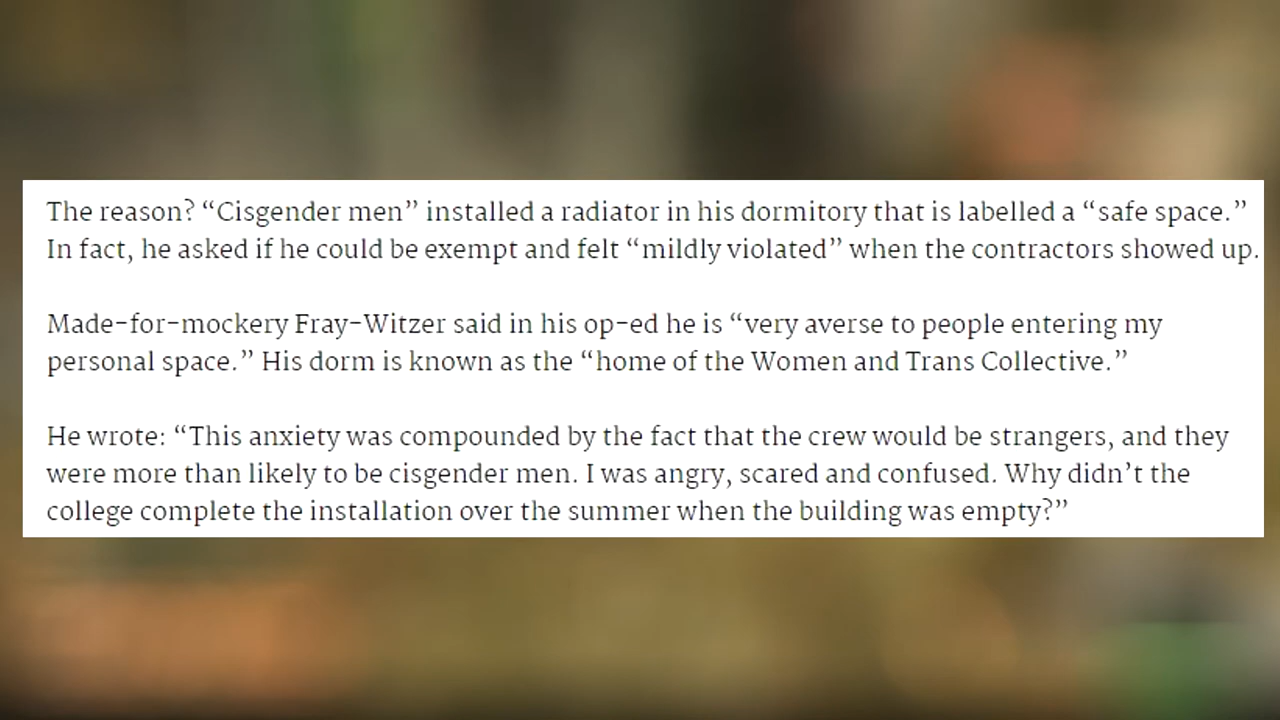 The reason? “Cisgender men” installed a radiator in his dormitory that is labelled a “safe space.”
In fact, he asked if he could be exempt and felt “mildly violated” when the contractors showed up.
Made-for-mockery Fray-Witzer said in his op-ed he is “very averse to people entering my
personal space.” His dorm is known as the “home of the Women and Trans Collective.”
He wrote: “This anxiety was compounded by the fact that the crew would be strangers, and they
were more than likely to be cisgender men. I was angry, scared and confused. Why didn’t the
college complete the installation over the summer when the building was empty?”